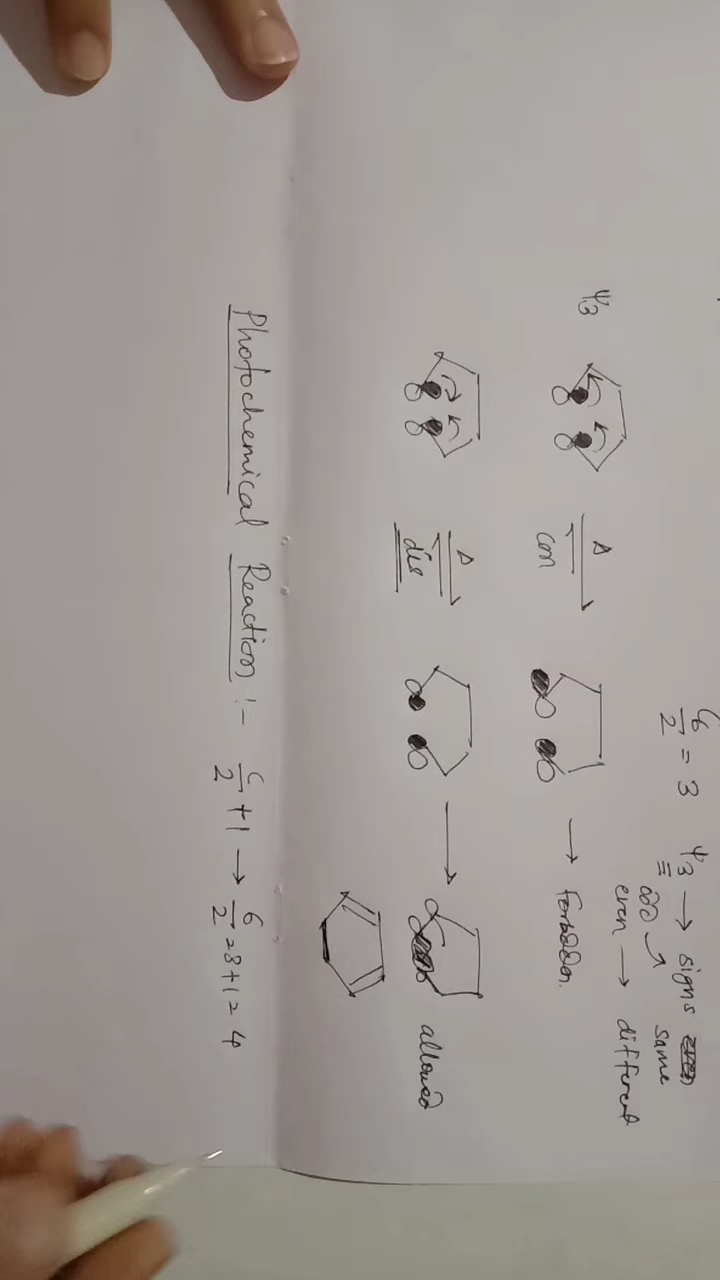 6/2 = 3 ψ3 → signs same
odd
even → different
ψ3
Δ
con
→ Forbidden.
Δ
dis
allowed
Photochemical Reaction :- C/2 + 1 → 6/2 = 3 + 1 = 4